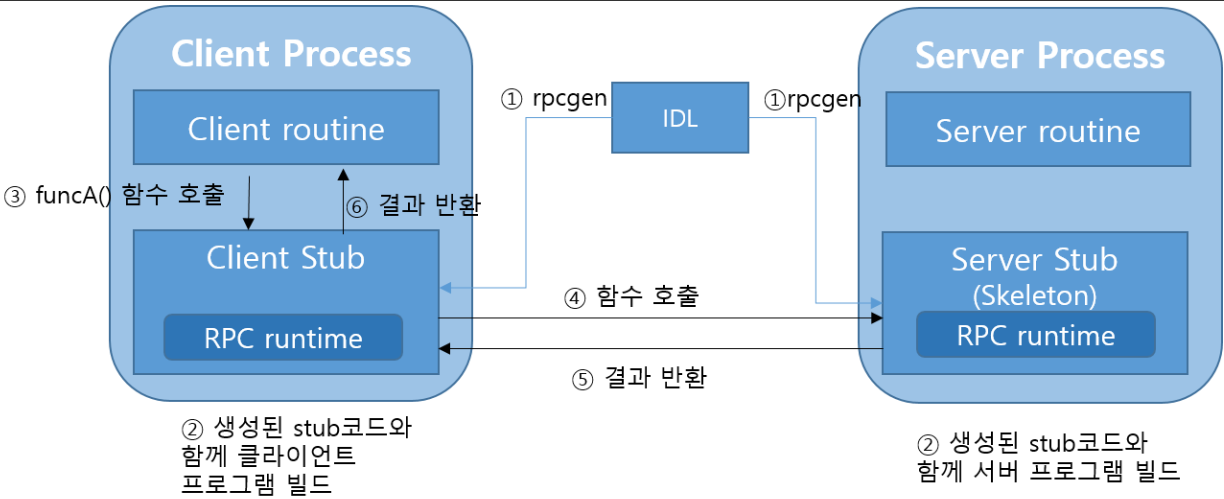 Client Process
Server Process
Client routine
① rpcgen
IDL
①rpcgen
Server routine
③ funcA() 함수 호출
⑥ 결과 반환
Client Stub
RPC runtime
④ 함수 호출
⑤ 결과 반환
Server Stub
(Skeleton)
RPC runtime
② 생성된 stub코드와
함께 클라이언트
프로그램 빌드
② 생성된 stub코드와
함께 서버 프로그램 빌드